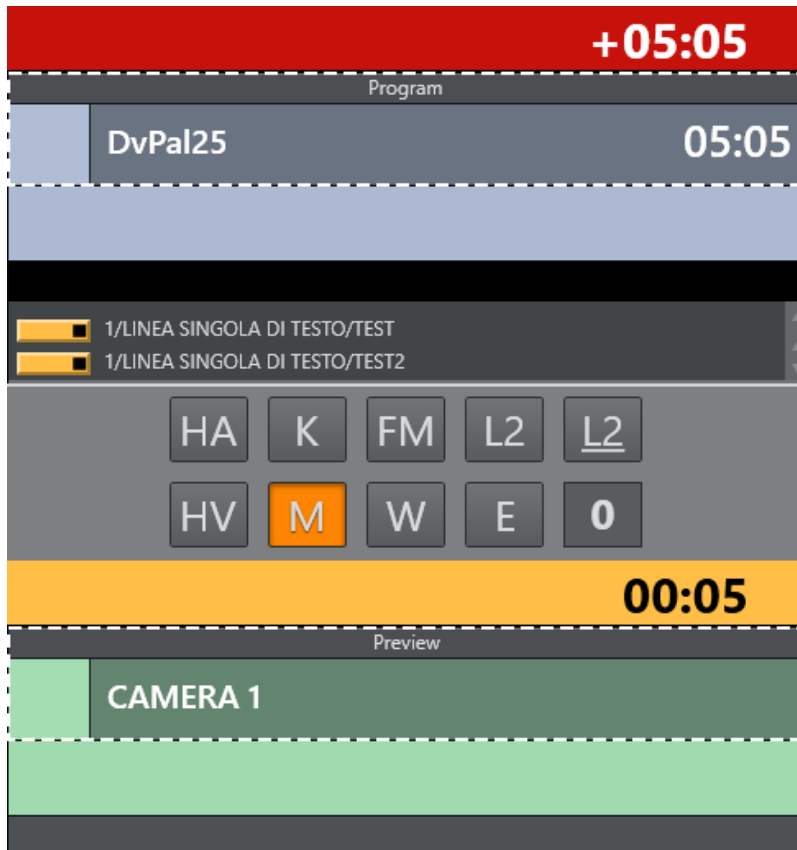 +05:05
Program
DvPal25 05:05
1/LINEA SINGOLA DI TESTO/TEST
1/LINEA SINGOLA DI TESTO/TEST2
HA K FM L2 L2
HV M W E 0
00:05
Preview
CAMERA 1